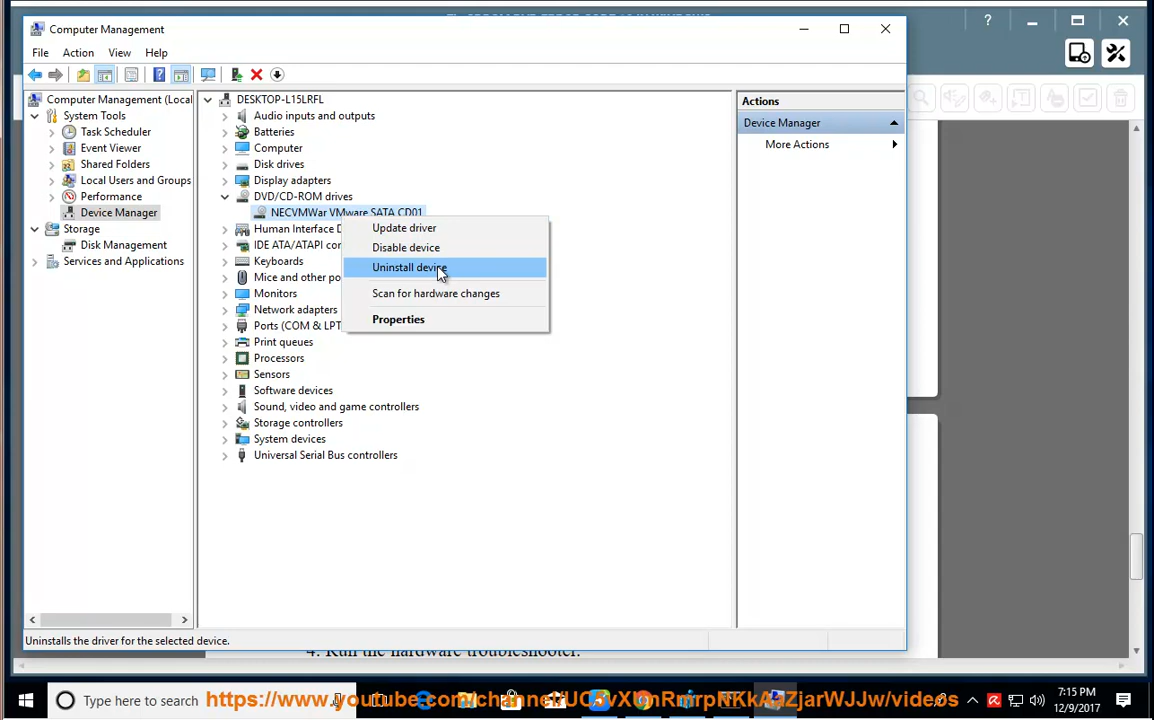 Computer Management
File Action View Help
Computer Management (Local
System Tools
Task Scheduler
Event Viewer
Shared Folders
Local Users and Groups
Performance
Device Manager
Storage
Disk Management
Services and Applications
DESKTOP-L15LRFL
Audio inputs and outputs
Batteries
Computer
Disk drives
Display adapters
DVD/CD-ROM drives
NECVMWar VMware SATA CD01
Human Interface D
IDE ATA/ATAPI con
Keyboards
Mice and other po
Monitors
Network adapters
Ports (COM & LPT
Print queues
Processors
Sensors
Software devices
Sound, video and game controllers
Storage controllers
System devices
Universal Serial Bus controllers
Update driver
Disable device
Uninstall device
Scan for hardware changes
Properties
Actions
Device Manager
More Actions
Uninstalls the driver for the selected device.
4. Run the hardware troubleshooter.
Type here to search
7:15 PM
12/9/2017